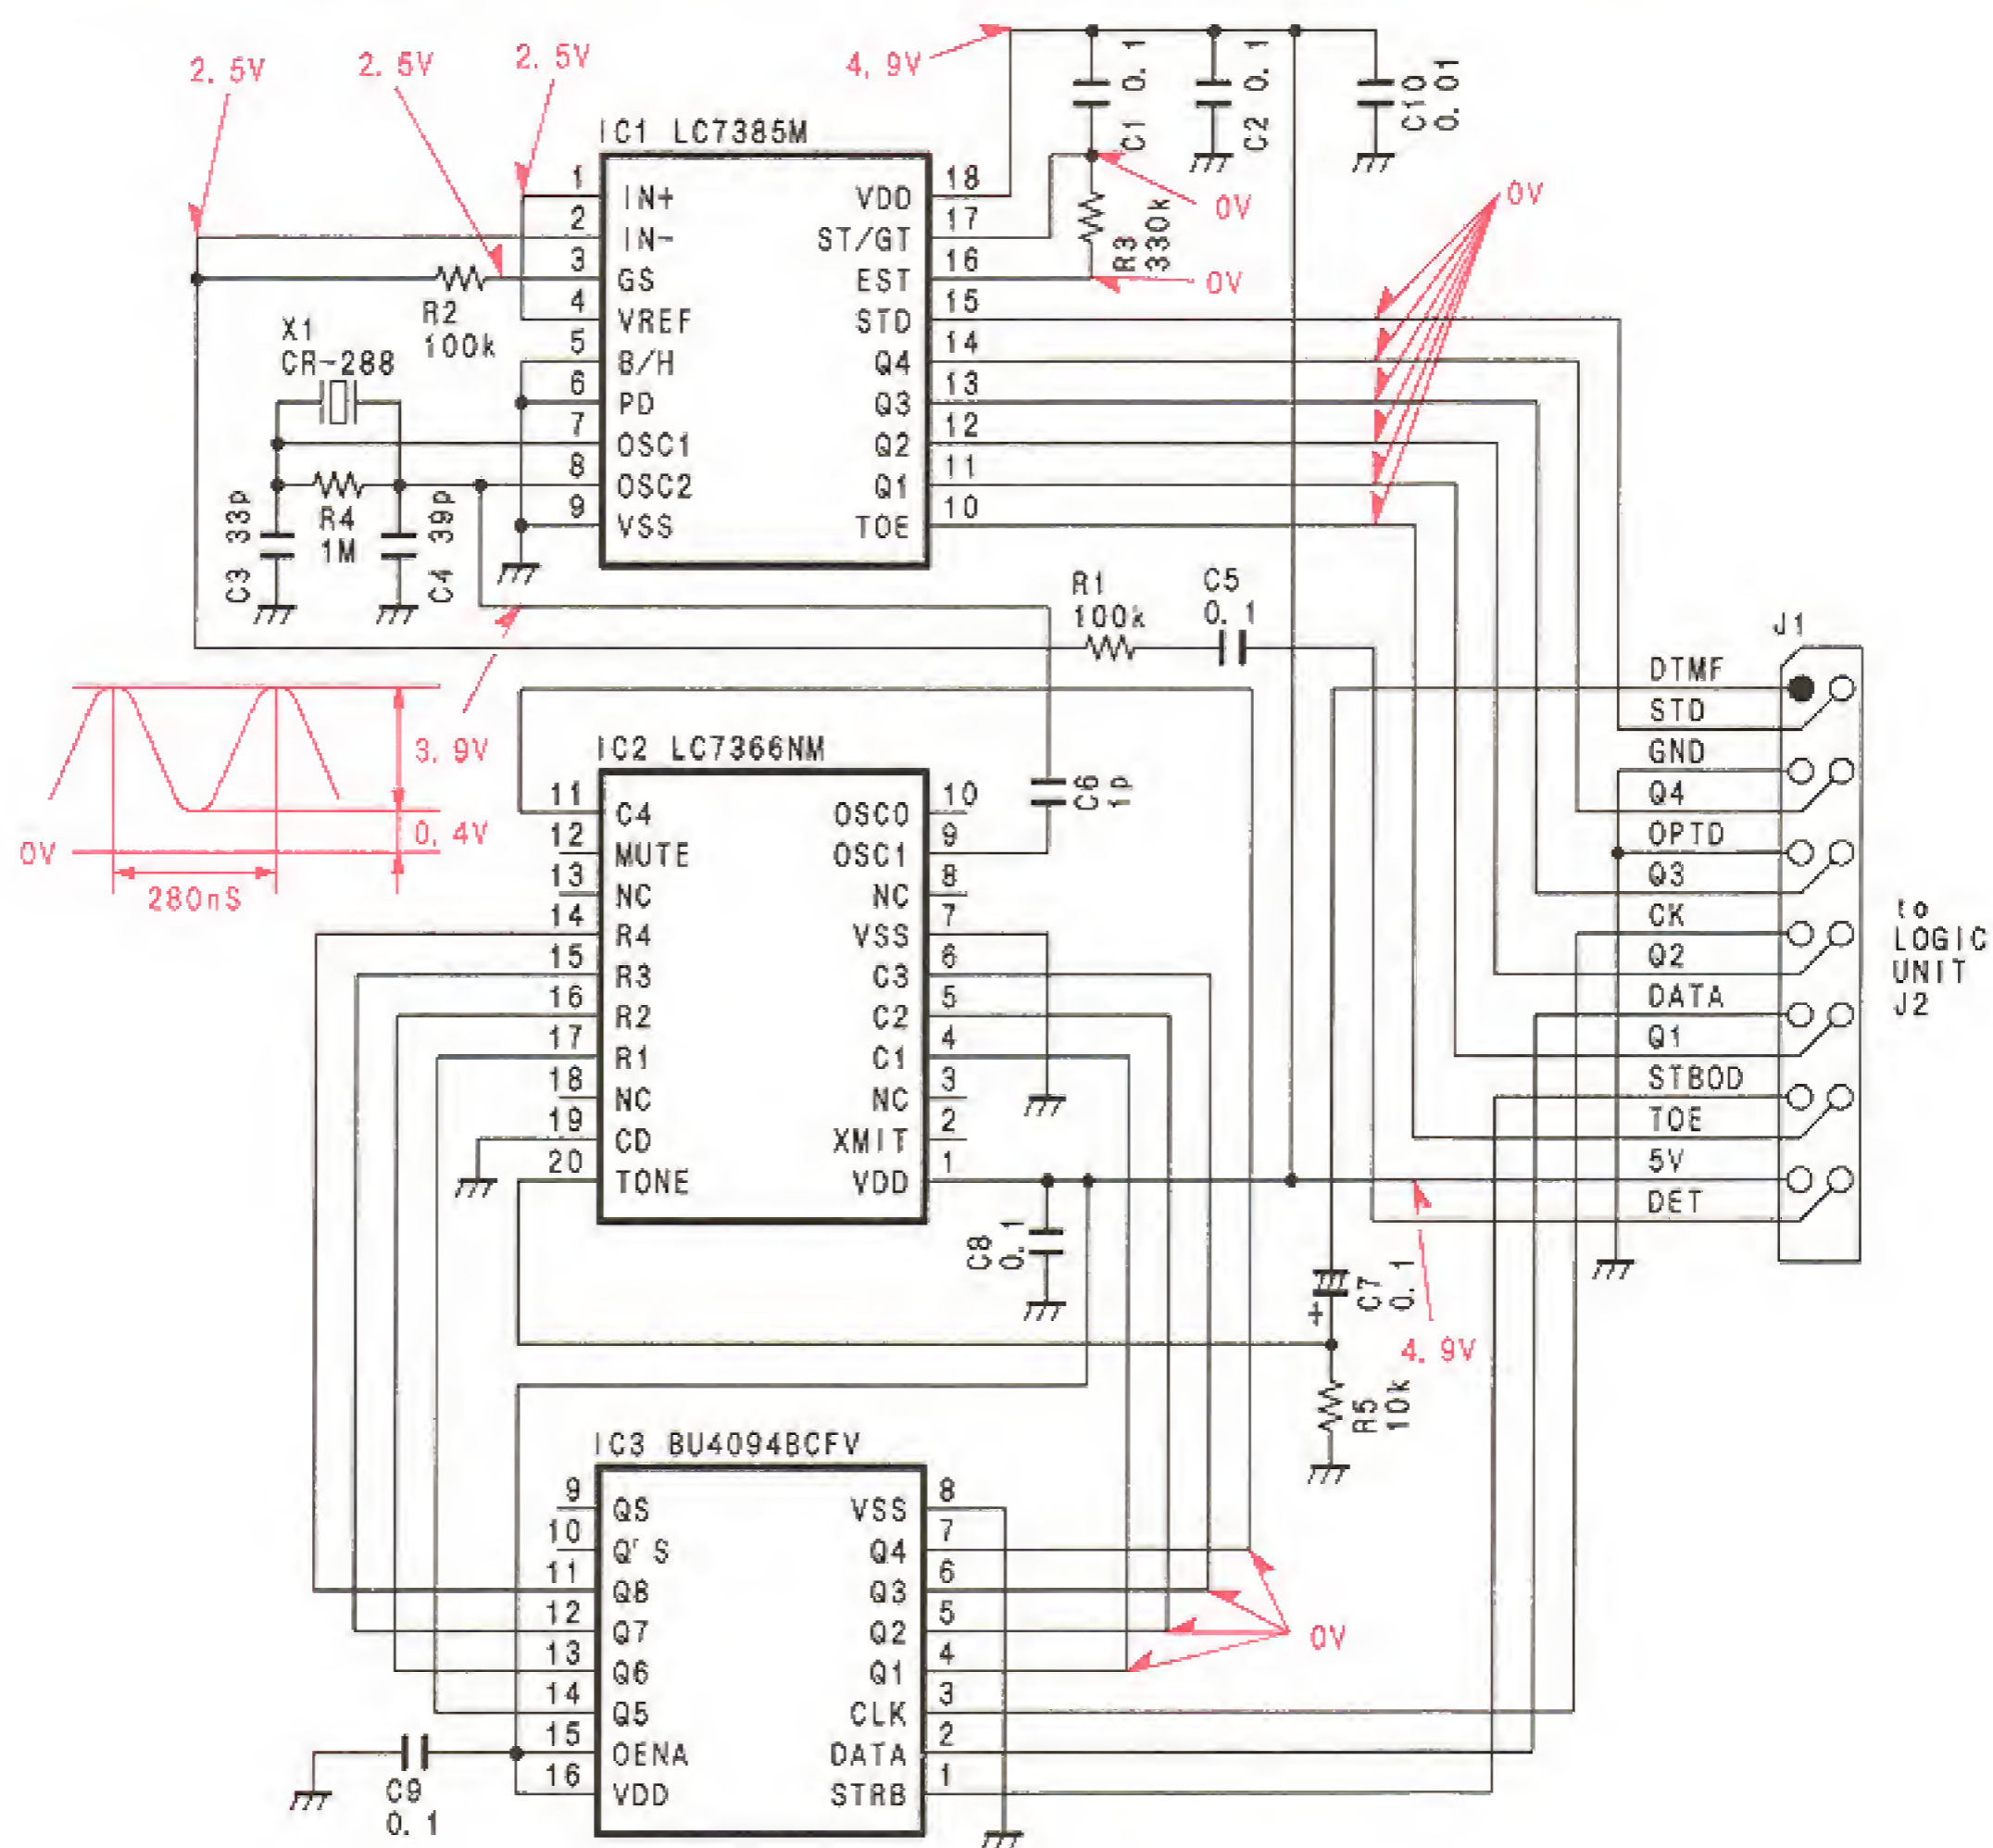 2. 5V
2. 5V
2. 5V
4. 9V
C1 0. 1
C2 0. 1
C10 0. 01
IC1 LC7385M
1 IN+
2 IN-
3 GS
4 VREF
5 B/H
6 PD
7 OSC1
8 OSC2
9 VSS
18 VDD
17 ST/GT
16 EST
15 STD
14 Q4
13 Q3
12 Q2
11 Q1
10 TOE
R3 330k
0V
0V
0V
R2
100k
X1
CR-288
C3 33p
R4
1M
C4 39p
R1
100k
C5
0. 1
3. 9V
0. 4V
0V
280nS
IC2 LC7366NM
11 C4
12 MUTE
13 NC
14 R4
15 R3
16 R2
17 R1
18 NC
19 CD
20 TONE
10 OSC0
9 OSC1
8 NC
7 VSS
6 C3
5 C2
4 C1
3 NC
2 XMIT
1 VDD
C6 1p
C8 0. 1
C7 0. 1
+
R5 10k
4. 9V
J1
DTMF
STD
GND
Q4
OPTD
Q3
CK
Q2
DATA
Q1
STBOD
TOE
5V
DET
to
LOGIC
UNIT
J2
IC3 BU4094BCFV
9 QS
10 Q' S
11 Q8
12 Q7
13 Q6
14 Q5
15 OENA
16 VDD
8 VSS
7 Q4
6 Q3
5 Q2
4 Q1
3 CLK
2 DATA
1 STRB
0V
C9
0. 1